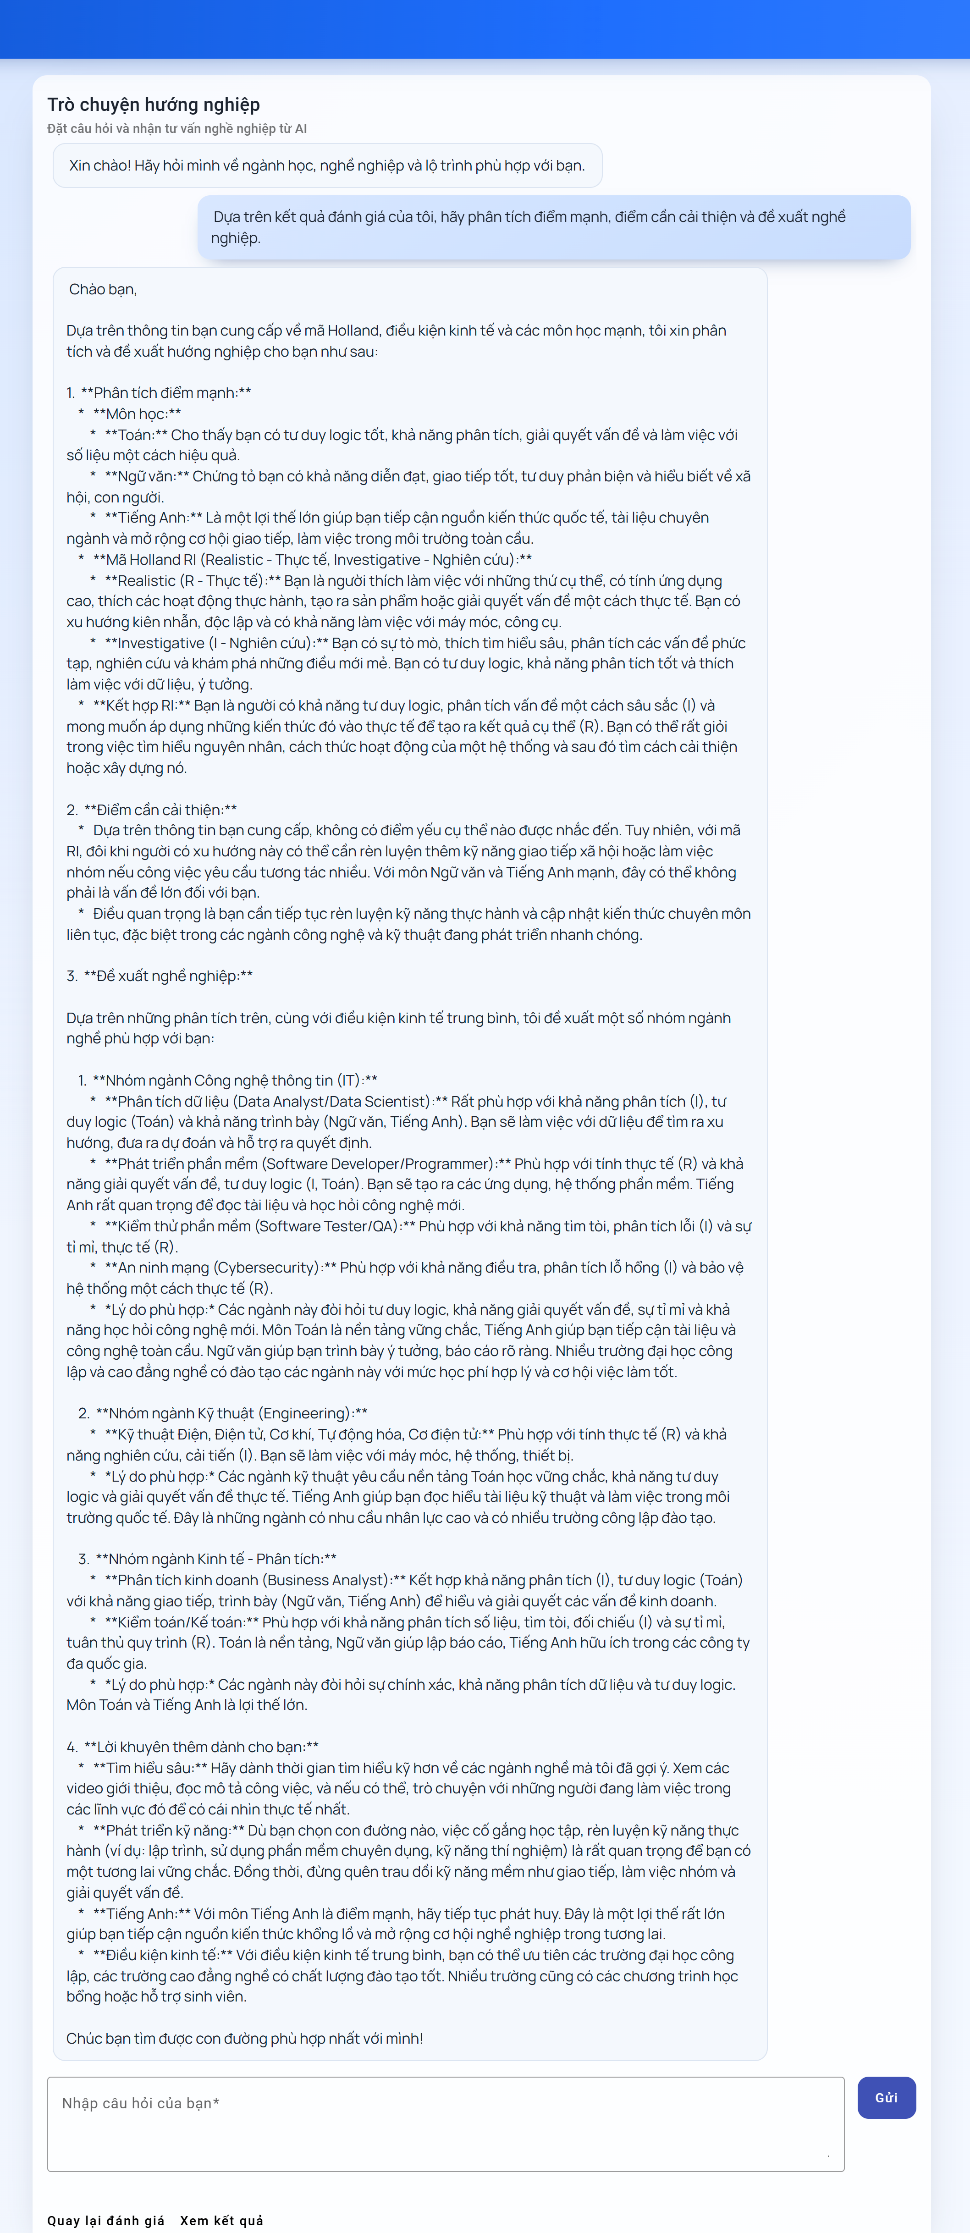 Trò chuyện hướng nghiệp
Đặt câu hỏi và nhận tư vấn nghề nghiệp từ AI
Xin chào! Hãy hỏi mình về ngành học, nghề nghiệp và lộ trình phù hợp với bạn.
Dựa trên kết quả đánh giá của tôi, hãy phân tích điểm mạnh, điểm cần cải thiện và đề xuất nghề
nghiệp.
Chào bạn,
Dựa trên thông tin bạn cung cấp về mã Holland, điều kiện kinh tế và các môn học mạnh, tôi xin phân
tích và đề xuất hướng nghiệp cho bạn như sau:
1. **Phân tích điểm mạnh:**
* **Môn học:**
* **Toán:** Cho thấy bạn có tư duy logic tốt, khả năng phân tích, giải quyết vấn đề và làm việc với
số liệu một cách hiệu quả.
* **Ngữ văn:** Chứng tỏ bạn có khả năng diễn đạt, giao tiếp tốt, tư duy phản biện và hiểu biết về xã
hội, con người.
* **Tiếng Anh:** Là một lợi thế lớn giúp bạn tiếp cận nguồn kiến thức quốc tế, tài liệu chuyên
ngành và mở rộng cơ hội giao tiếp, làm việc trong môi trường toàn cầu.
* **Mã Holland RI (Realistic - Thực tế, Investigative - Nghiên cứu):**
* **Realistic (R - Thực tế):** Bạn là người thích làm việc với những thứ cụ thể, có tính ứng dụng
cao, thích các hoạt động thực hành, tạo ra sản phẩm hoặc giải quyết vấn đề một cách thực tế. Bạn có
xu hướng kiên nhẫn, độc lập và có khả năng làm việc với máy móc, công cụ.
* **Investigative (I - Nghiên cứu):** Bạn có sự tò mò, thích tìm hiểu sâu, phân tích các vấn đề phức
tạp, nghiên cứu và khám phá những điều mới mẻ. Bạn có tư duy logic, khả năng phân tích tốt và thích
làm việc với dữ liệu, ý tưởng.
* **Kết hợp RI:** Bạn là người có khả năng tư duy logic, phân tích vấn đề một cách sâu sắc (I) và
mong muốn áp dụng những kiến thức đó vào thực tế để tạo ra kết quả cụ thể (R). Bạn có thể rất giỏi
trong việc tìm hiểu nguyên nhân, cách thức hoạt động của một hệ thống và sau đó tìm cách cải thiện
hoặc xây dựng nó.
2. **Điểm cần cải thiện:**
* Dựa trên thông tin bạn cung cấp, không có điểm yếu cụ thể nào được nhắc đến. Tuy nhiên, với mã
RI, đôi khi người có xu hướng này có thể cần rèn luyện thêm kỹ năng giao tiếp xã hội hoặc làm việc
nhóm nếu công việc yêu cầu tương tác nhiều. Với môn Ngữ văn và Tiếng Anh mạnh, đây có thể không
phải là vấn đề lớn đối với bạn.
* Điều quan trọng là bạn cần tiếp tục rèn luyện kỹ năng thực hành và cập nhật kiến thức chuyên môn
liên tục, đặc biệt trong các ngành công nghệ và kỹ thuật đang phát triển nhanh chóng.
3. **Đề xuất nghề nghiệp:**
Dựa trên những phân tích trên, cùng với điều kiện kinh tế trung bình, tôi đề xuất một số nhóm ngành
nghề phù hợp với bạn:
1. **Nhóm ngành Công nghệ thông tin (IT):**
* **Phân tích dữ liệu (Data Analyst/Data Scientist):** Rất phù hợp với khả năng phân tích (I), tư
duy logic (Toán) và khả năng trình bày (Ngữ văn, Tiếng Anh). Bạn sẽ làm việc với dữ liệu để tìm ra xu
hướng, đưa ra dự đoán và hỗ trợ ra quyết định.
* **Phát triển phần mềm (Software Developer/Programmer):** Phù hợp với tính thực tế (R) và khả
năng giải quyết vấn đề, tư duy logic (I, Toán). Bạn sẽ tạo ra các ứng dụng, hệ thống phần mềm. Tiếng
Anh rất quan trọng để đọc tài liệu và học hỏi công nghệ mới.
* **Kiểm thử phần mềm (Software Tester/QA):** Phù hợp với khả năng tìm tòi, phân tích lỗi (I) và sự
tỉ mỉ, thực tế (R).
* **An ninh mạng (Cybersecurity):** Phù hợp với khả năng điều tra, phân tích lỗ hổng (I) và bảo vệ
hệ thống một cách thực tế (R).
* *Lý do phù hợp:* Các ngành này đòi hỏi tư duy logic, khả năng giải quyết vấn đề, sự tỉ mỉ và khả
năng học hỏi công nghệ mới. Môn Toán là nền tảng vững chắc, Tiếng Anh giúp bạn tiếp cận tài liệu và
công nghệ toàn cầu. Ngữ văn giúp bạn trình bày ý tưởng, báo cáo rõ ràng. Nhiều trường đại học công
lập và cao đẳng nghề có đào tạo các ngành này với mức học phí hợp lý và cơ hội việc làm tốt.
2. **Nhóm ngành Kỹ thuật (Engineering):**
* **Kỹ thuật Điện, Điện tử, Cơ khí, Tự động hóa, Cơ điện tử:** Phù hợp với tính thực tế (R) và khả
năng nghiên cứu, cải tiến (I). Bạn sẽ làm việc với máy móc, hệ thống, thiết bị.
* *Lý do phù hợp:* Các ngành kỹ thuật yêu cầu nền tảng Toán học vững chắc, khả năng tư duy
logic và giải quyết vấn đề thực tế. Tiếng Anh giúp bạn đọc hiểu tài liệu kỹ thuật và làm việc trong môi
trường quốc tế. Đây là những ngành có nhu cầu nhân lực cao và có nhiều trường công lập đào tạo.
3. **Nhóm ngành Kinh tế - Phân tích:**
* **Phân tích kinh doanh (Business Analyst):** Kết hợp khả năng phân tích (I), tư duy logic (Toán)
với khả năng giao tiếp, trình bày (Ngữ văn, Tiếng Anh) để hiểu và giải quyết các vấn đề kinh doanh.
* **Kiểm toán/Kế toán:** Phù hợp với khả năng phân tích số liệu, tìm tòi, đối chiếu (I) và sự tỉ mỉ,
tuân thủ quy trình (R). Toán là nền tảng, Ngữ văn giúp lập báo cáo, Tiếng Anh hữu ích trong các công ty
đa quốc gia.
* *Lý do phù hợp:* Các ngành này đòi hỏi sự chính xác, khả năng phân tích dữ liệu và tư duy logic.
Môn Toán và Tiếng Anh là lợi thế lớn.
4. **Lời khuyên thêm dành cho bạn:**
* **Tìm hiểu sâu:** Hãy dành thời gian tìm hiểu kỹ hơn về các ngành nghề mà tôi đã gợi ý. Xem các
video giới thiệu, đọc mô tả công việc, và nếu có thể, trò chuyện với những người đang làm việc trong
các lĩnh vực đó để có cái nhìn thực tế nhất.
* **Phát triển kỹ năng:** Dù bạn chọn con đường nào, việc cố gắng học tập, rèn luyện kỹ năng thực
hành (ví dụ: lập trình, sử dụng phần mềm chuyên dụng, kỹ năng thí nghiệm) là rất quan trọng để bạn có
một tương lai vững chắc. Đồng thời, đừng quên trau dồi kỹ năng mềm như giao tiếp, làm việc nhóm và
giải quyết vấn đề.
* **Tiếng Anh:** Với môn Tiếng Anh là điểm mạnh, hãy tiếp tục phát huy. Đây là một lợi thế rất lớn
giúp bạn tiếp cận nguồn kiến thức khổng lồ và mở rộng cơ hội nghề nghiệp trong tương lai.
* **Điều kiện kinh tế:** Với điều kiện kinh tế trung bình, bạn có thể ưu tiên các trường đại học công
lập, các trường cao đẳng nghề có chất lượng đào tạo tốt. Nhiều trường cũng có các chương trình học
bổng hoặc hỗ trợ sinh viên.
Chúc bạn tìm được con đường phù hợp nhất với mình!
Nhập câu hỏi của bạn*
Gửi
Quay lại đánh giá Xem kết quả